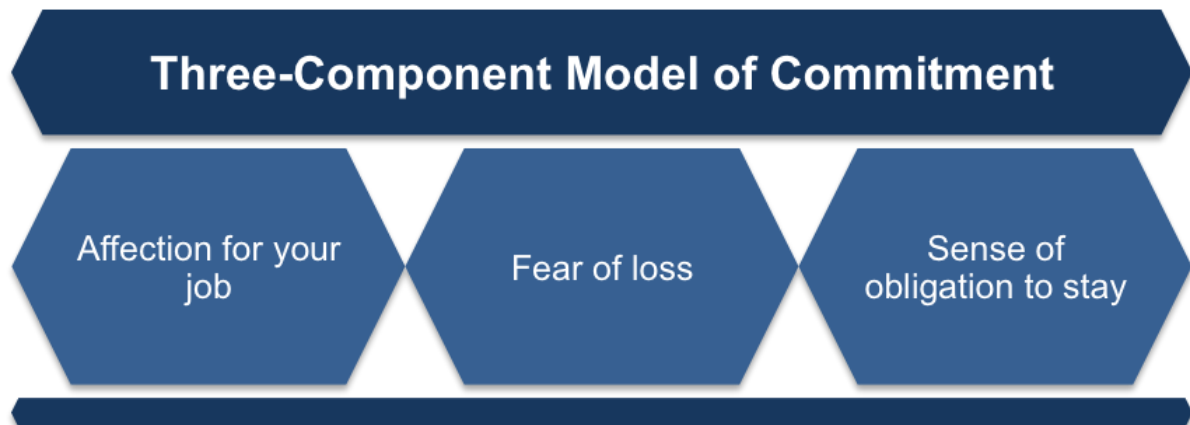 Three-Component Model of Commitment
Affection for your
job
Fear of loss
Sense of
obligation to stay